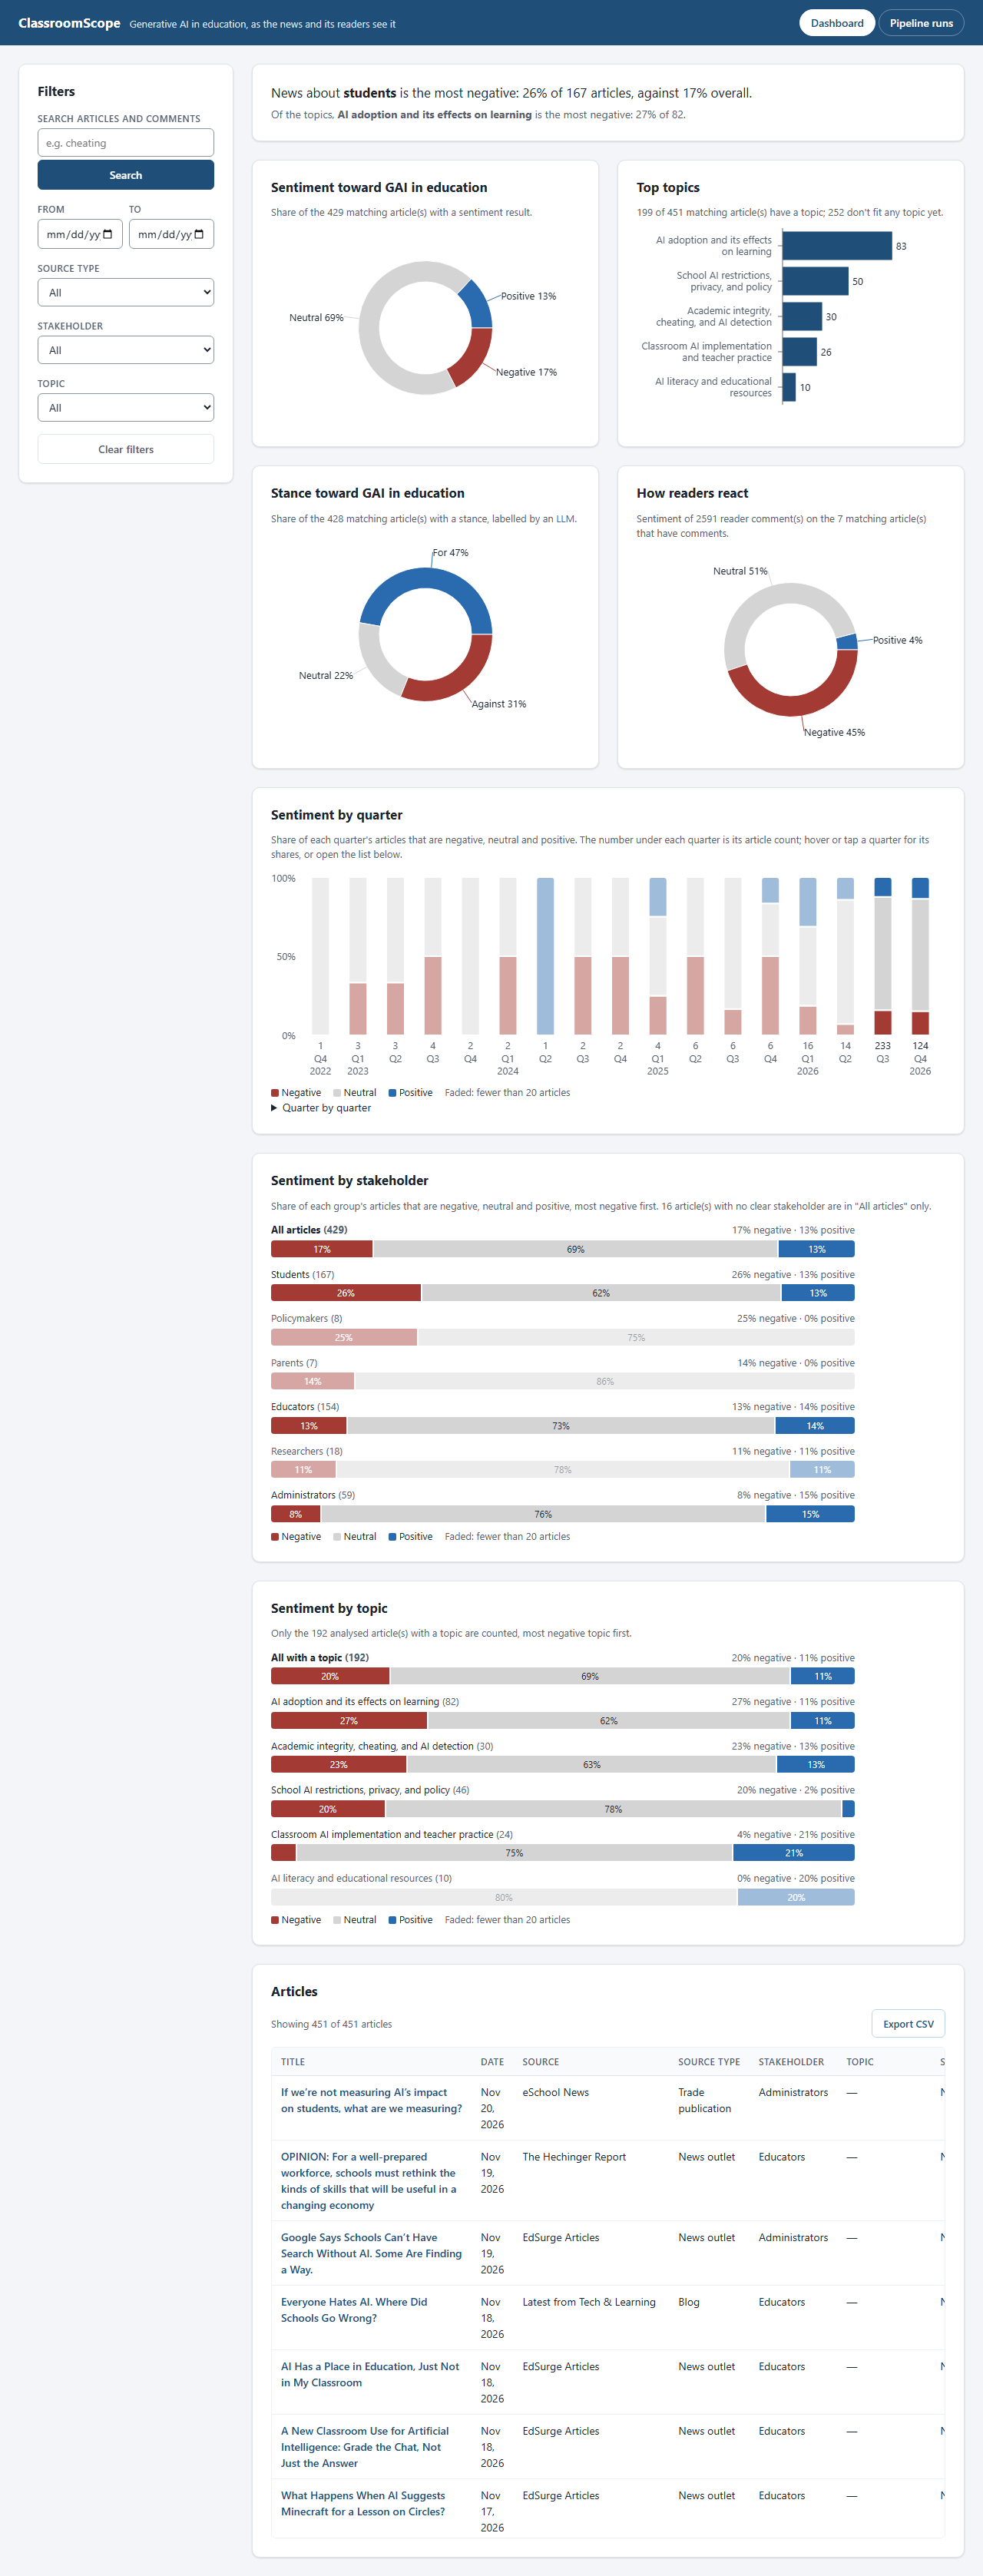 ClassroomScope Generative AI in education, as the news and its readers see it
Dashboard
Pipeline runs
Filters
SEARCH ARTICLES AND COMMENTS
e.g. cheating
Search
FROM TO
mm/dd/yy mm/dd/yy
SOURCE TYPE
All
STAKEHOLDER
All
TOPIC
All
Clear filters
News about students is the most negative: 26% of 167 articles, against 17% overall.
Of the topics, AI adoption and its effects on learning is the most negative: 27% of 82.
Sentiment toward GAI in education
Share of the 429 matching article(s) with a sentiment result.
Positive 13%
Neutral 69%
Negative 17%
Top topics
199 of 451 matching article(s) have a topic; 252 don't fit any topic yet.
AI adoption and its effects
on learning
83
School AI restrictions,
privacy, and policy
50
Academic integrity,
cheating, and AI detection
30
Classroom AI implementation
and teacher practice
26
AI literacy and educational
resources
10
Stance toward GAI in education
Share of the 428 matching article(s) with a stance, labelled by an LLM.
For 47%
Neutral 22%
Against 31%
How readers react
Sentiment of 2591 reader comment(s) on the 7 matching article(s)
that have comments.
Neutral 51%
Positive 4%
Negative 45%
Sentiment by quarter
Share of each quarter's articles that are negative, neutral and positive. The number under each quarter is its article count; hover or tap a quarter for its
shares, or open the list below.
100%
50%
0%
1 3 3 4 2 2 1 2 2 4 6 6 6 16 14 233 124
Q4 Q1 Q2 Q3 Q4 Q1 Q2 Q3 Q4 Q1 Q2 Q3 Q4 Q1 Q2 Q3 Q4
2022 2023 2024 2025 2026 2026
Negative Neutral Positive Faded: fewer than 20 articles
Quarter by quarter
Sentiment by stakeholder
Share of each group's articles that are negative, neutral and positive, most negative first. 16 article(s) with no clear stakeholder are in "All articles" only.
All articles (429) 17% negative · 13% positive
17% 69% 13%
Students (167) 26% negative · 13% positive
26% 62% 13%
Policymakers (8) 25% negative · 0% positive
25% 75%
Parents (7) 14% negative · 0% positive
14% 86%
Educators (154) 13% negative · 14% positive
13% 73% 14%
Researchers (18) 11% negative · 11% positive
11% 78% 11%
Administrators (59) 8% negative · 15% positive
8% 76% 15%
Negative Neutral Positive Faded: fewer than 20 articles
Sentiment by topic
Only the 192 analysed article(s) with a topic are counted, most negative topic first.
All with a topic (192) 20% negative · 11% positive
20% 69% 11%
AI adoption and its effects on learning (82) 27% negative · 11% positive
27% 62% 11%
Academic integrity, cheating, and AI detection (30) 23% negative · 13% positive
23% 63% 13%
School AI restrictions, privacy, and policy (46) 20% negative · 2% positive
20% 78%
Classroom AI implementation and teacher practice (24) 4% negative · 21% positive
75% 21%
AI literacy and educational resources (10) 0% negative · 20% positive
80% 20%
Negative Neutral Positive Faded: fewer than 20 articles
Articles
Showing 451 of 451 articles
Export CSV
TITLE DATE SOURCE SOURCE TYPE STAKEHOLDER TOPIC
If we're not measuring AI's impact
on students, what are we measuring?
Nov
20,
2026
eSchool News
Trade
publication
Administrators
—
OPINION: For a well-prepared
workforce, schools must rethink the
kinds of skills that will be useful in a
changing economy
Nov
19,
2026
The Hechinger Report
News outlet
Educators
—
Google Says Schools Can't Have
Search Without AI. Some Are Finding
a Way.
Nov
19,
2026
EdSurge Articles
News outlet
Administrators
—
Everyone Hates AI. Where Did
Schools Go Wrong?
Nov
18,
2026
Latest from Tech & Learning
Blog
Educators
—
AI Has a Place in Education, Just Not
in My Classroom
Nov
18,
2026
EdSurge Articles
News outlet
Educators
—
A New Classroom Use for Artificial
Intelligence: Grade the Chat, Not
Just the Answer
Nov
18,
2026
EdSurge Articles
News outlet
Educators
—
What Happens When AI Suggests
Minecraft for a Lesson on Circles?
Nov
17,
2026
EdSurge Articles
News outlet
Educators
—